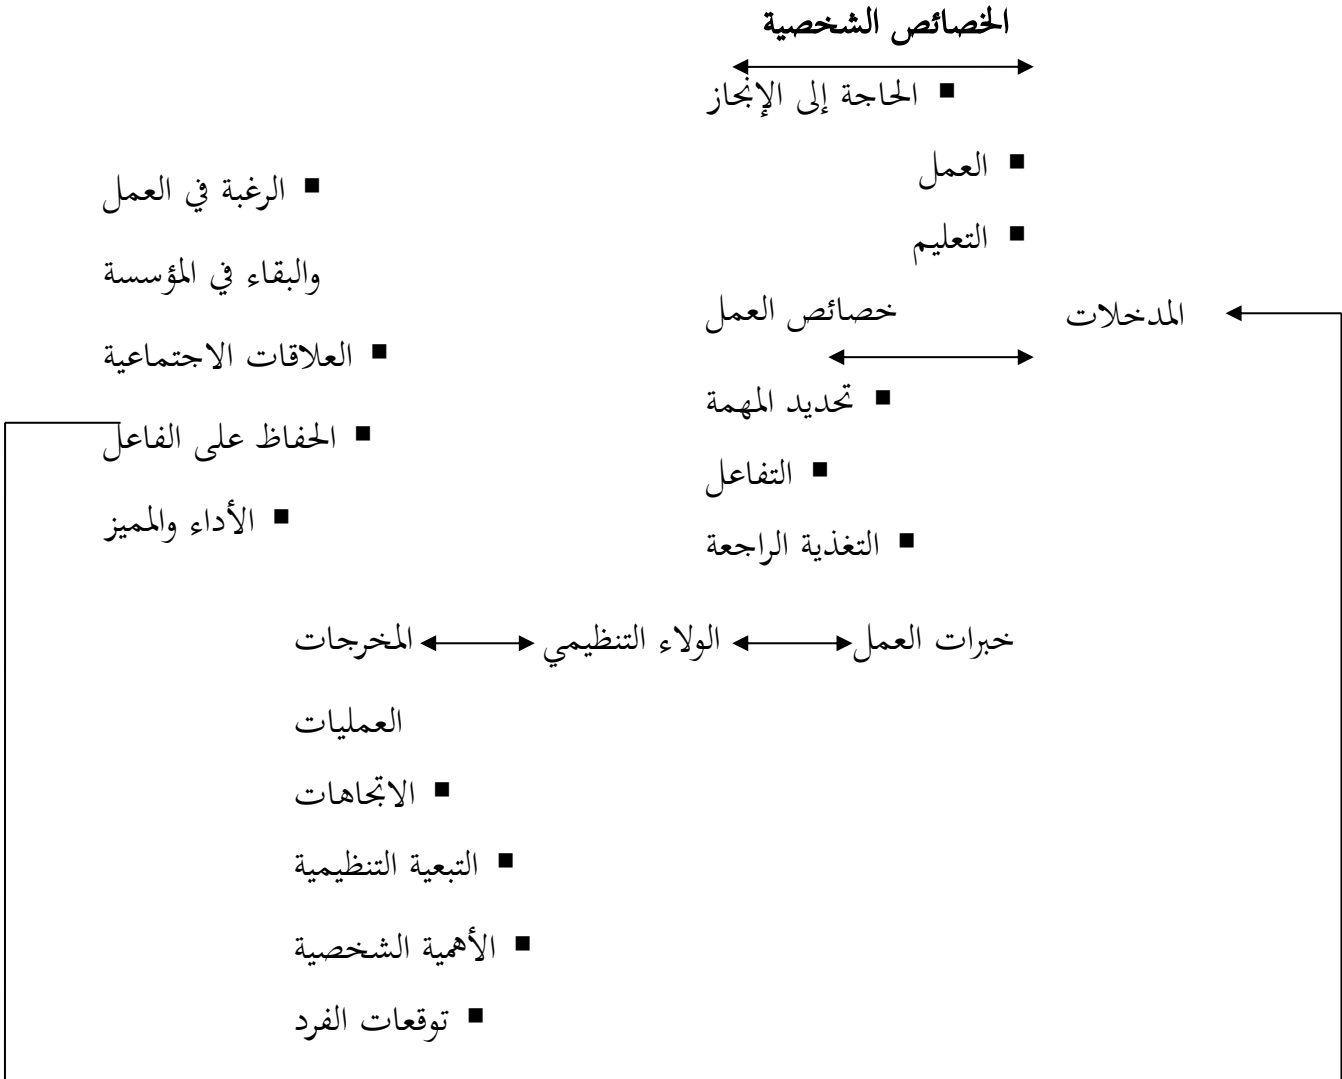 الخصائص الشخصية
▪ الحاجة إلى الإنجاز
▪ العمل
▪ التعليم
المدخلات
خصائص العمل
▪ تحديد المهمة
▪ التفاعل
▪ التغذية الراجعة
▪ الرغبة في العمل
والبقاء في المؤسسة
▪ العلاقات الاجتماعية
▪ الحفاظ على الفاعل
▪ الأداء والمميز
خبرات العمل الولاء التنظيمي المخرجات
العمليات
▪ الاتجاهات
▪ التبعية التنظيمية
▪ الأهمية الشخصية
▪ توقعات الفرد